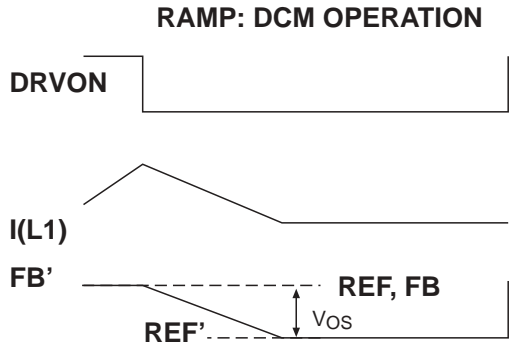 RAMP: DCM OPERATION
DRVON
I(L1)
FB’
REF, FB
VOS
REF’